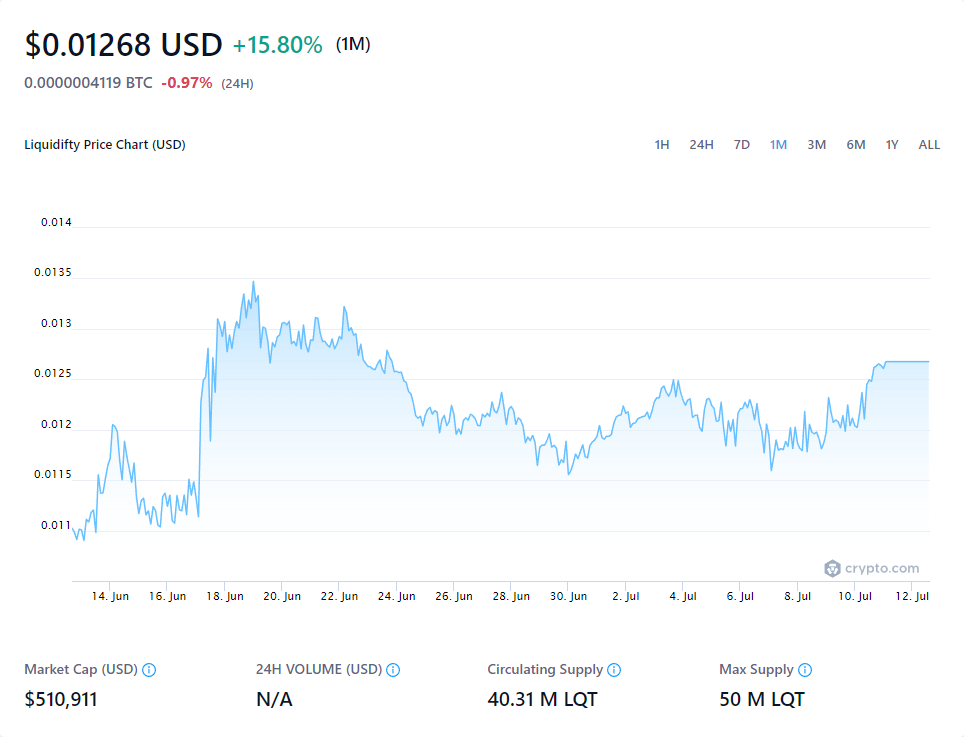 $0.01268 USD +15.80% (1M)
0.0000004119 BTC -0.97% (24H)
Liquidifty Price Chart (USD) 1H 24H 7D 1M 3M 6M 1Y ALL
0.014
0.0135
0.013
0.0125
0.012
0.0115
0.011
crypto.com
14. Jun 16. Jun 18. Jun 20. Jun 22. Jun 24. Jun 26. Jun 28. Jun 30. Jun 2. Jul 4. Jul 6. Jul 8. Jul 10. Jul 12. Jul
Market Cap (USD) 24H VOLUME (USD) Circulating Supply Max Supply
$510,911 N/A 40.31 M LQT 50 M LQT